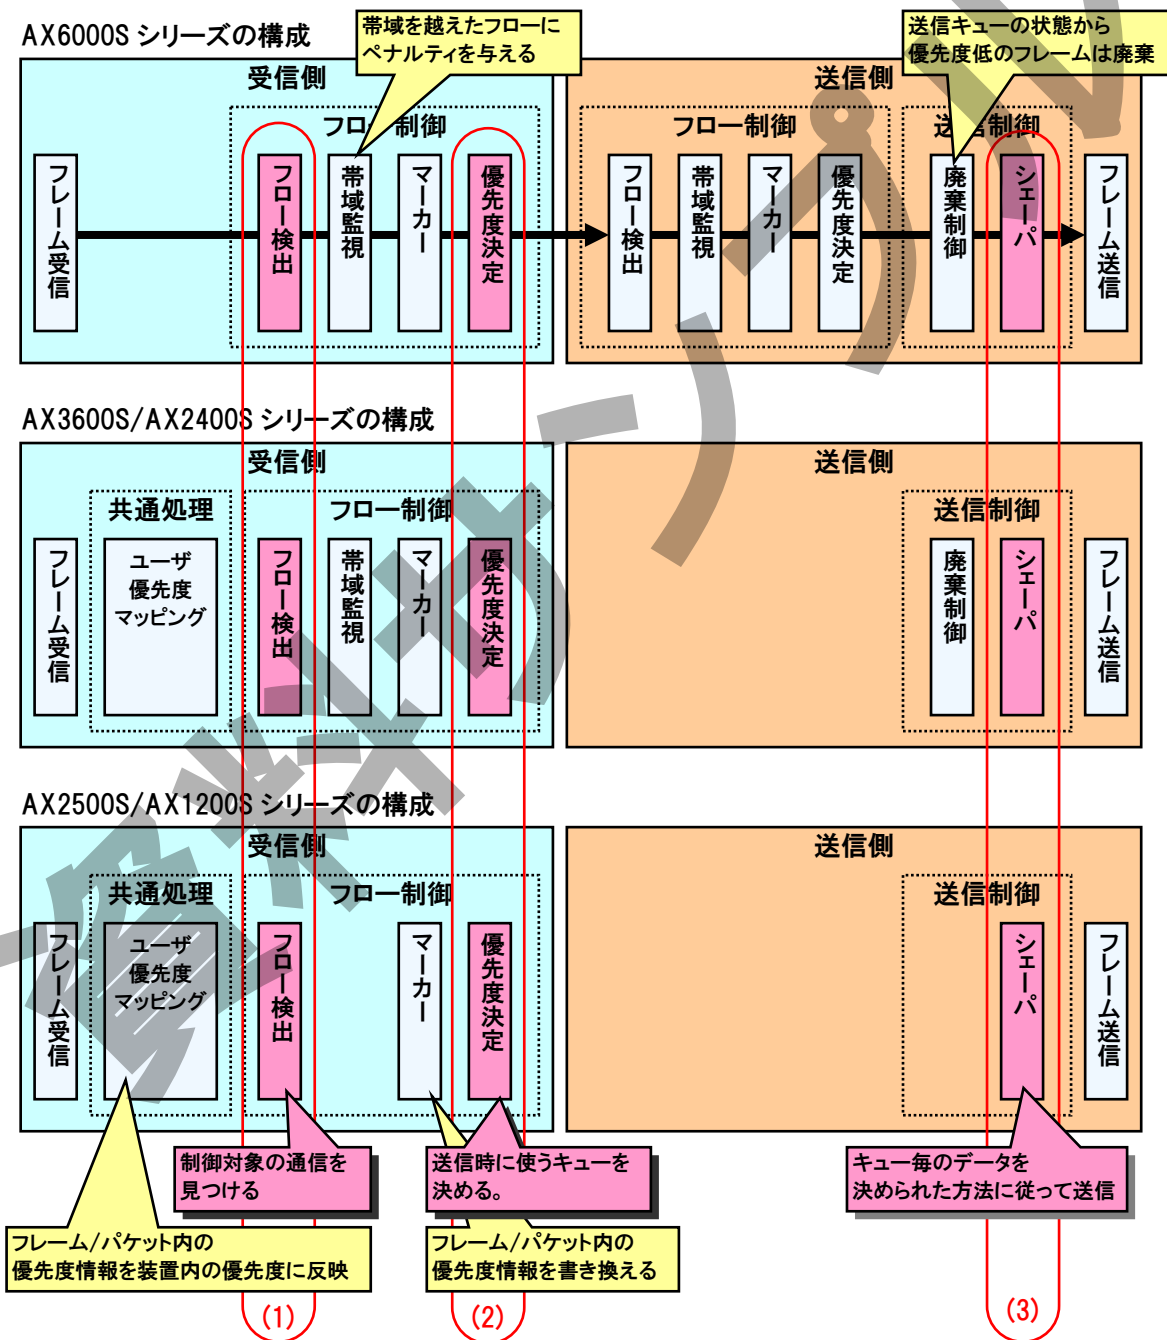 AX6000S シリーズの構成
帯域を越えたフローに
ペナルティを与える
送信キューの状態から
優先度低のフレームは廃棄
受信側
送信側
フロー制御
フロー制御
送信制御
フレーム受信
フロー検出
帯域監視
マーカー
優先度決定
フロー検出
帯域監視
マーカー
優先度決定
廃棄制御
シェーパ
フレーム送信
AX3600S/AX2400S シリーズの構成
受信側
送信側
共通処理
フロー制御
送信制御
フレーム受信
ユーザ
優先度
マッピング
フロー検出
帯域監視
マーカー
優先度決定
廃棄制御
シェーパ
フレーム送信
AX2500S/AX1200S シリーズの構成
受信側
送信側
共通処理
フロー制御
送信制御
フレーム受信
ユーザ
優先度
マッピング
フロー検出
マーカー
優先度決定
シェーパ
フレーム送信
制御対象の通信を
見つける
送信時に使うキューを
決める。
キュー毎のデータを
決められた方法に従って送信
フレーム/パケット内の
優先度情報を装置内の優先度に反映
フレーム/パケット内の
優先度情報を書き換える
(1)
(2)
(3)
資料サンプル